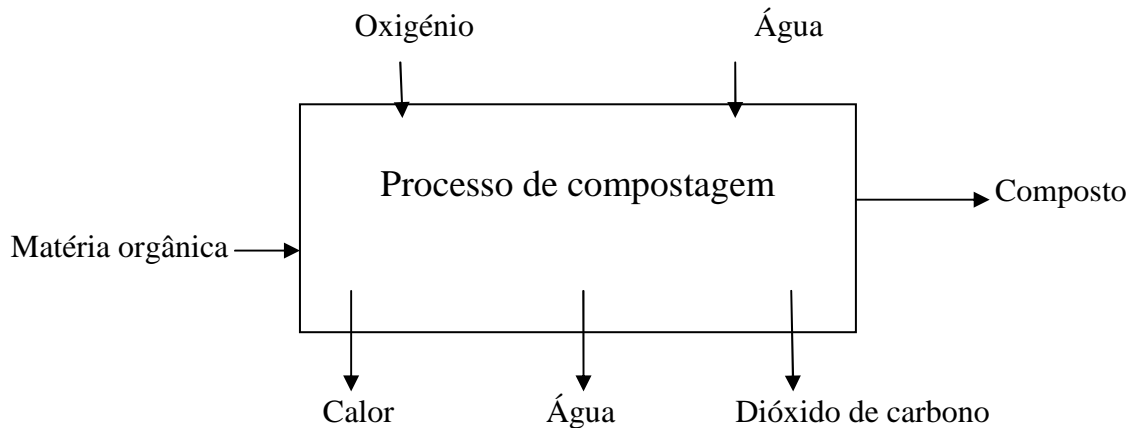 Oxigénio
Água
Processo de compostagem
Composto
Matéria orgânica
Calor
Água
Dióxido de carbono